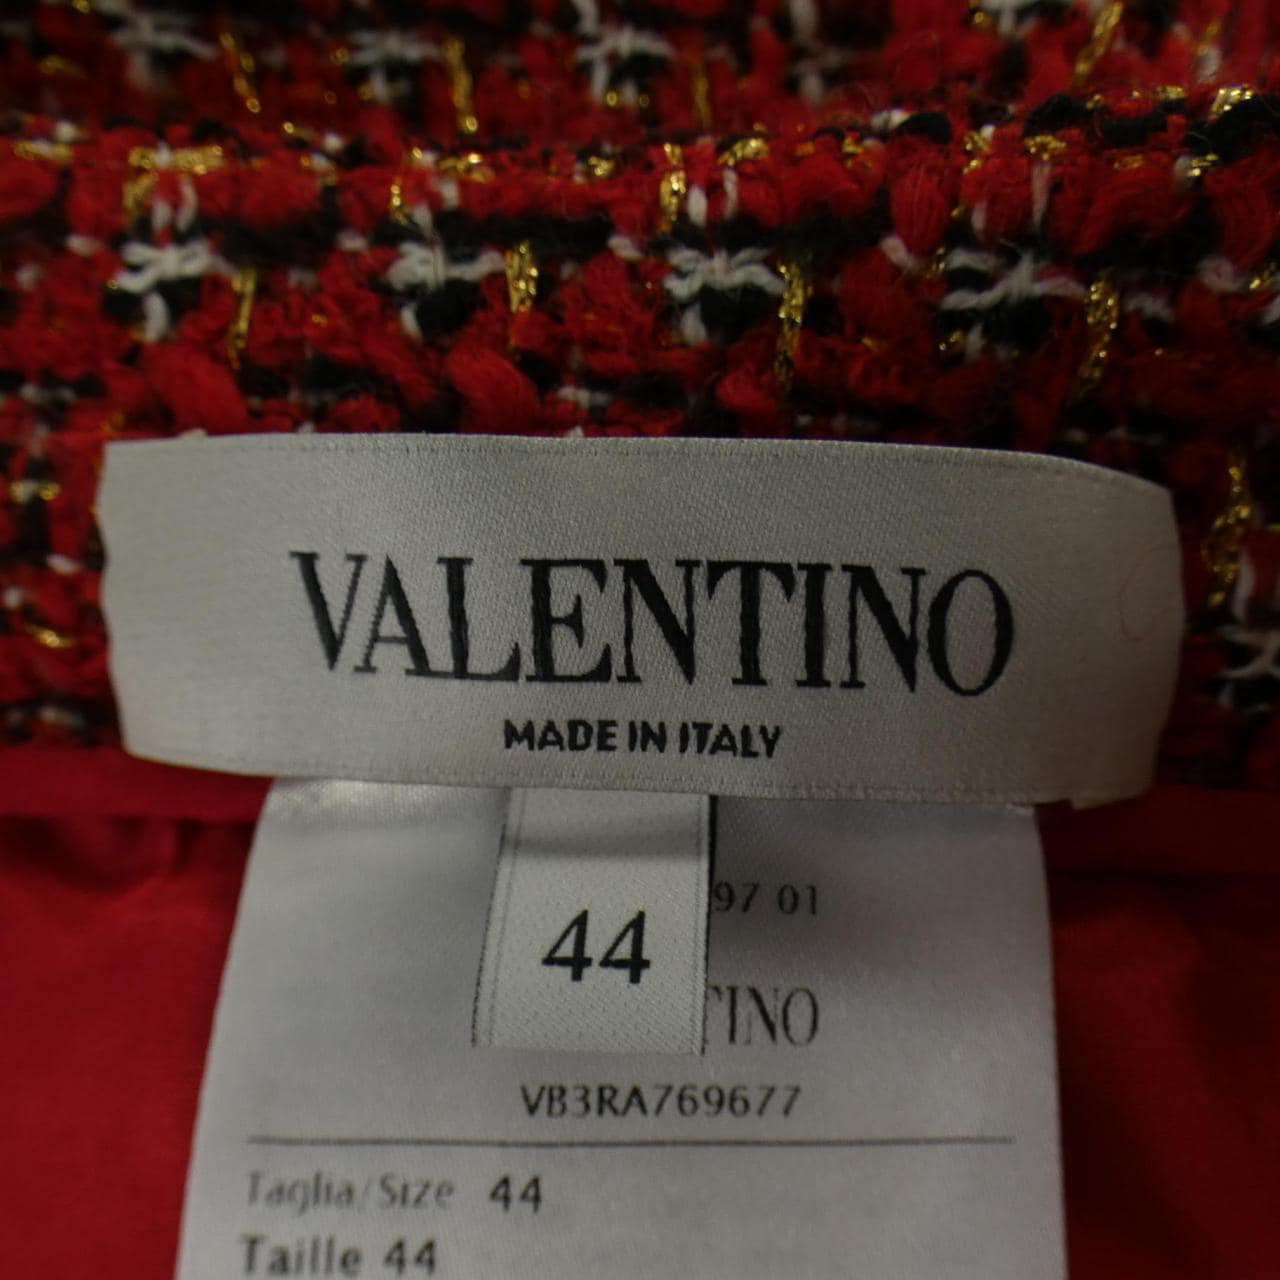 VALENTINO
MADE IN ITALY
44
97 01
TINO
VB3RA769677
Taglia/Size 44
Taille 44